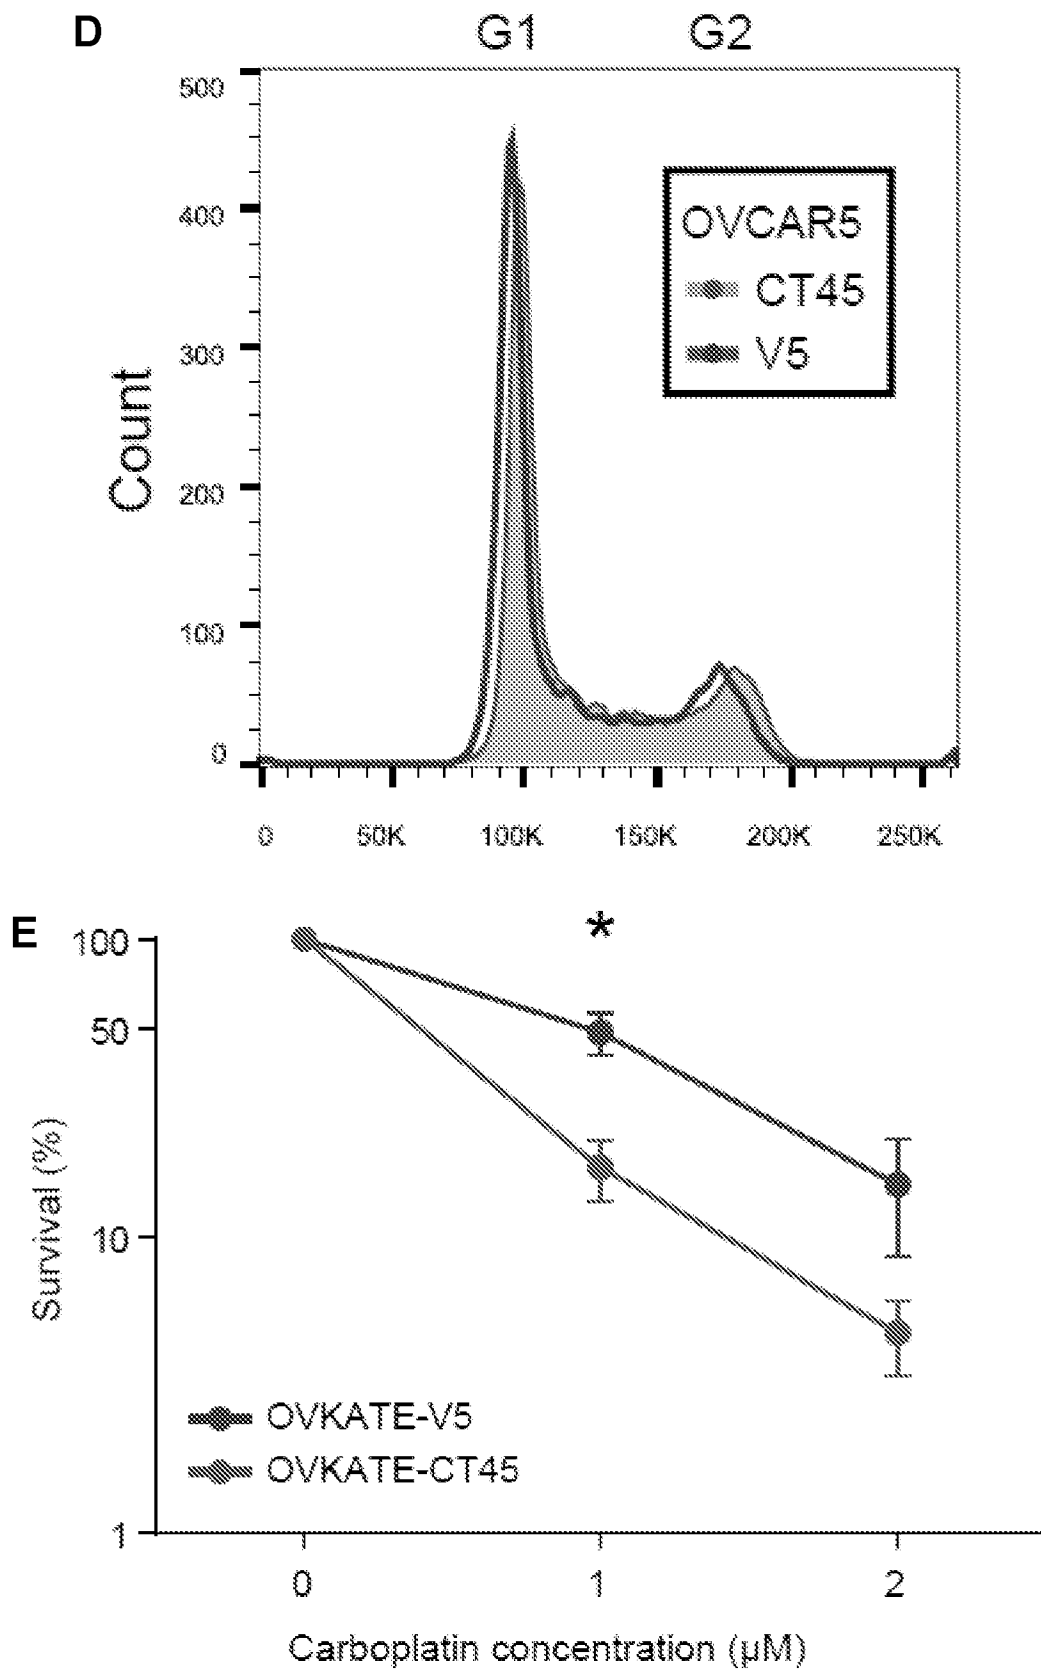 D
G1 G2
500
400
300
200
100
0
Count
OVCAR5
CT45
V5
0 50K 100K 150K 200K 250K
E
*
100
50
10
1
Survival (%)
OVKATE-V5
OVKATE-CT45
0 1 2
Carboplatin concentration (µM)